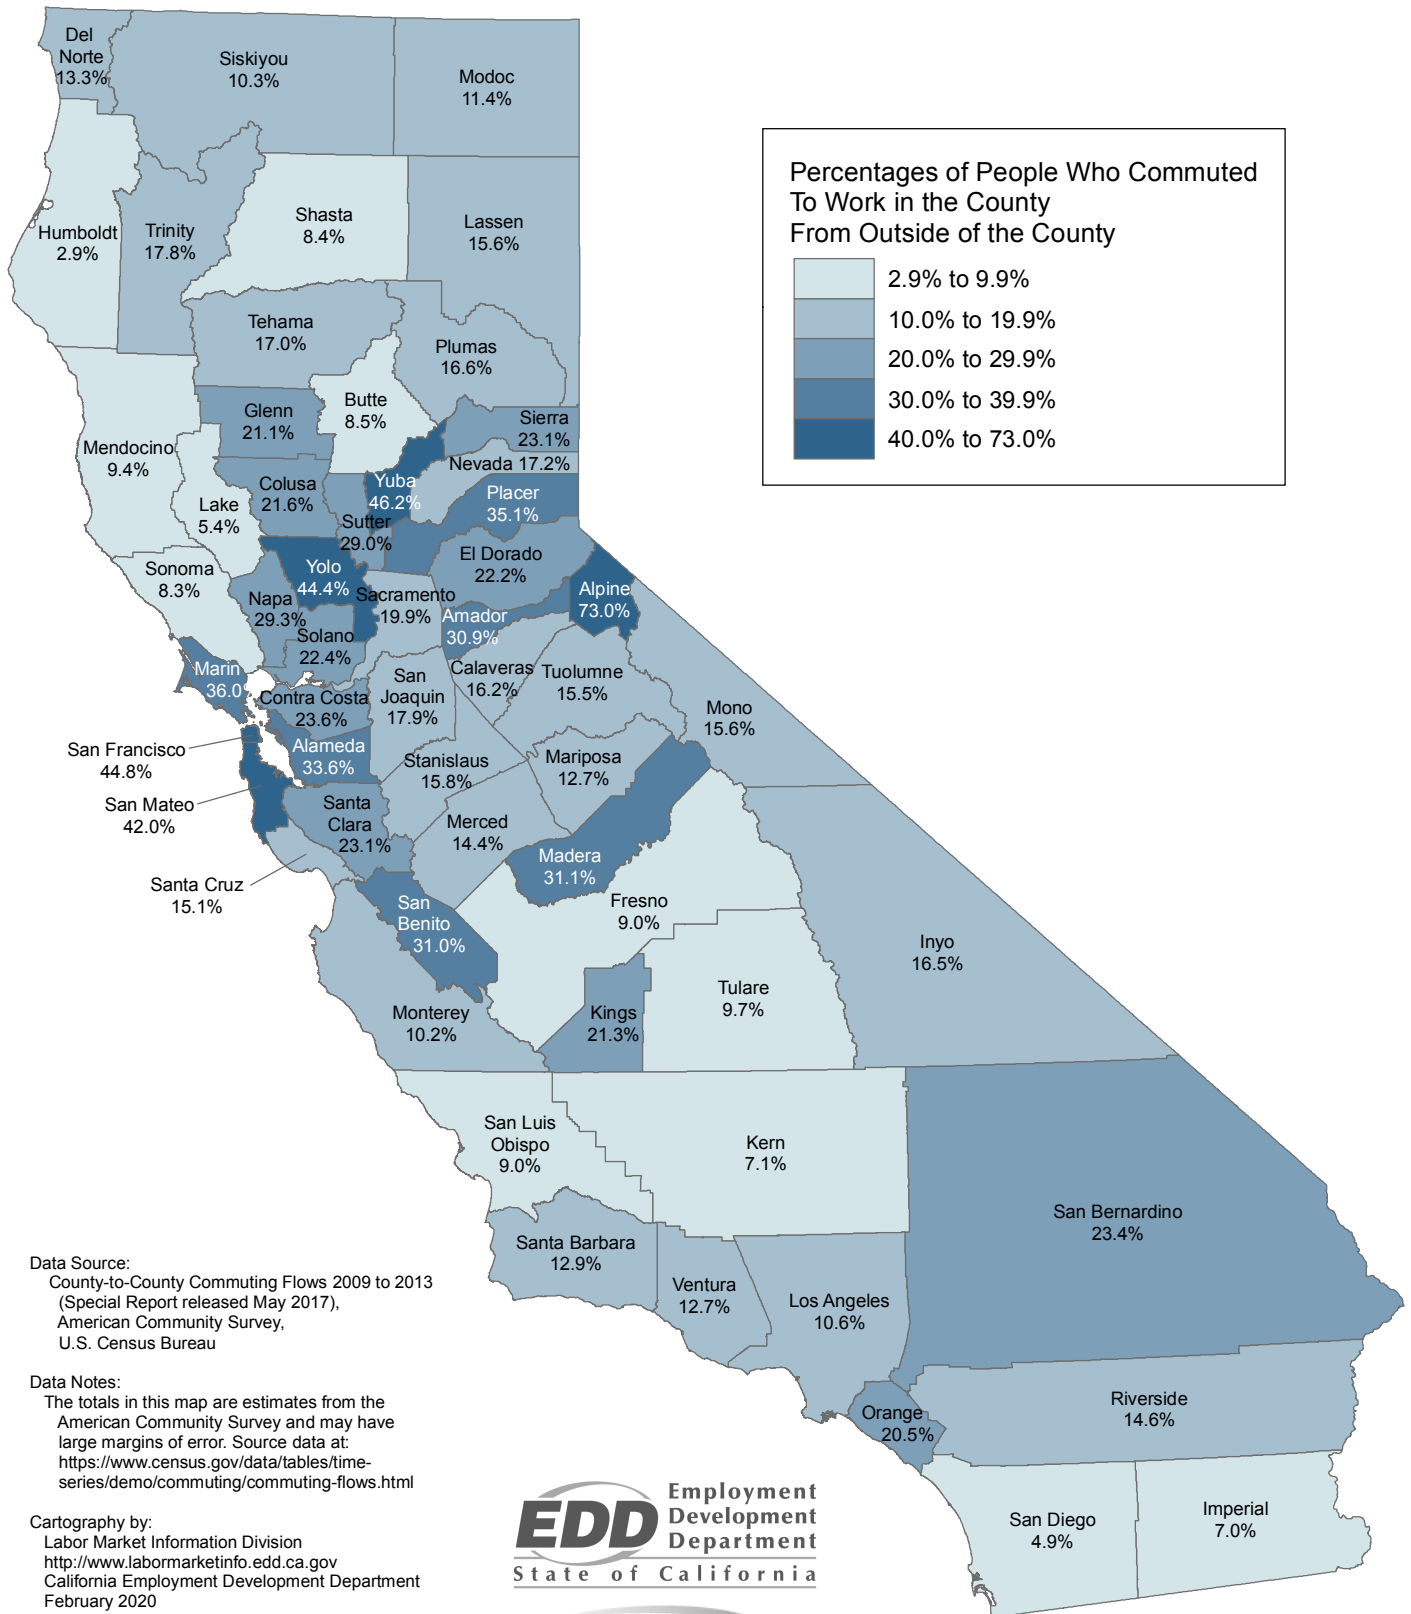 Del
Norte
13.3%
Siskiyou
10.3%
Modoc
11.4%
Percentages of People Who Commuted
To Work in the County
From Outside of the County
2.9% to 9.9%
10.0% to 19.9%
20.0% to 29.9%
30.0% to 39.9%
40.0% to 73.0%
Humboldt
2.9%
Trinity
17.8%
Shasta
8.4%
Lassen
15.6%
Tehama
17.0%
Plumas
16.6%
Butte
8.5%
Glenn
21.1%
Sierra
23.1%
Mendocino
9.4%
Nevada 17.2%
Colusa
21.6%
Yuba
46.2%
Placer
35.1%
Lake
5.4%
Sutter
29.0%
El Dorado
22.2%
Sonoma
8.3%
Yolo
44.4%
Alpine
73.0%
Napa
29.3%
Sacramento
19.9%
Amador
30.9%
Solano
22.4%
Marin
36.0
Calaveras
16.2%
Tuolumne
15.5%
San
Joaquin
17.9%
Contra Costa
23.6%
Mono
15.6%
San Francisco
44.8%
Alameda
33.6%
Stanislaus
15.8%
Mariposa
12.7%
San Mateo
42.0%
Santa
Clara
23.1%
Merced
14.4%
Madera
31.1%
Santa Cruz
15.1%
San
Benito
31.0%
Fresno
9.0%
Inyo
16.5%
Tulare
9.7%
Monterey
10.2%
Kings
21.3%
San Luis
Obispo
9.0%
Kern
7.1%
San Bernardino
23.4%
Santa Barbara
12.9%
Ventura
12.7%
Los Angeles
10.6%
Orange
20.5%
Riverside
14.6%
San Diego
4.9%
Imperial
7.0%
Data Source:
County-to-County Commuting Flows 2009 to 2013
(Special Report released May 2017),
American Community Survey,
U.S. Census Bureau
Data Notes:
The totals in this map are estimates from the
American Community Survey and may have
large margins of error. Source data at:
https://www.census.gov/data/tables/time-
series/demo/commuting/commuting-flows.html
Cartography by:
Labor Market Information Division
http://www.labormarketinfo.edd.ca.gov
California Employment Development Department
February 2020
EDD
Employment
Development
Department
State of California